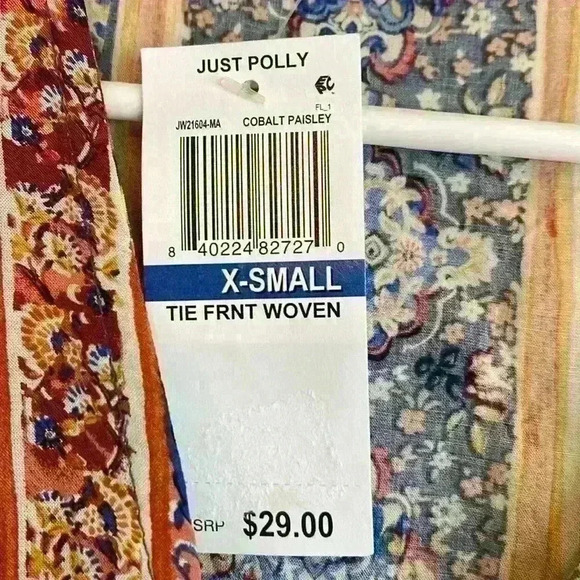 JUST POLLY
FL_1
JW21604-MA COBALT PAISLEY
8 40224 82727 0
X-SMALL
TIE FRNT WOVEN
SRP $29.00